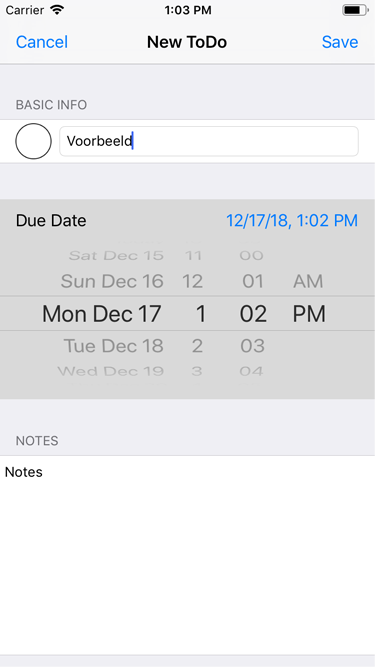 Carrier 1:03 PM
Cancel New ToDo Save
BASIC INFO
Voorbeeld
Due Date 12/17/18, 1:02 PM
Sat Dec 15 11 00
Sun Dec 16 12 01 AM
Mon Dec 17 1 02 PM
Tue Dec 18 2 03
Wed Dec 19 3 04
NOTES
Notes